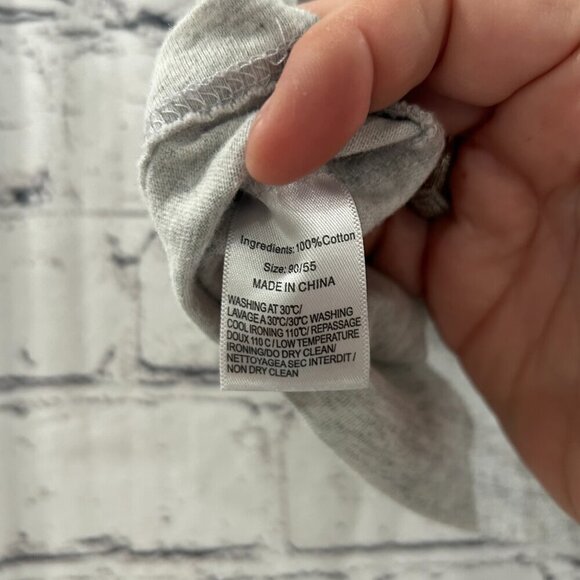 Ingredients:100%Cotton
Size: 90/55
MADE IN CHINA
WASHING AT 30℃/
LAVAGE A 30℃/30℃ WASHING
COOL IRONING 110℃/ REPASSAGE
DOUX 110 C / LOW TEMPERATURE
IRONING/DO DRY CLEAN/
NETTOYAGEA SEC INTERDIT /
NON DRY CLEAN